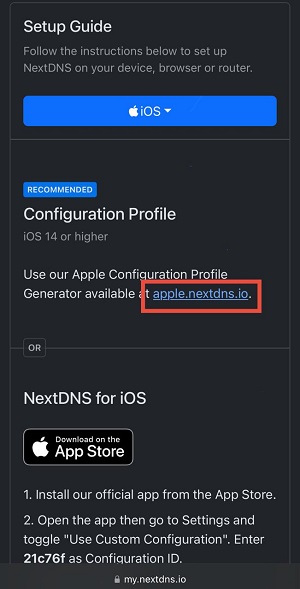 Setup Guide
Follow the instructions below to set up
NextDNS on your device, browser or router.
iOS
RECOMMENDED
Configuration Profile
iOS 14 or higher
Use our Apple Configuration Profile
Generator available at apple.nextdns.io.
OR
NextDNS for iOS
Download on the
App Store
1. Install our official app from the App Store.
2. Open the app then go to Settings and
toggle "Use Custom Configuration". Enter
21c76f as Configuration ID.
my.nextdns.io